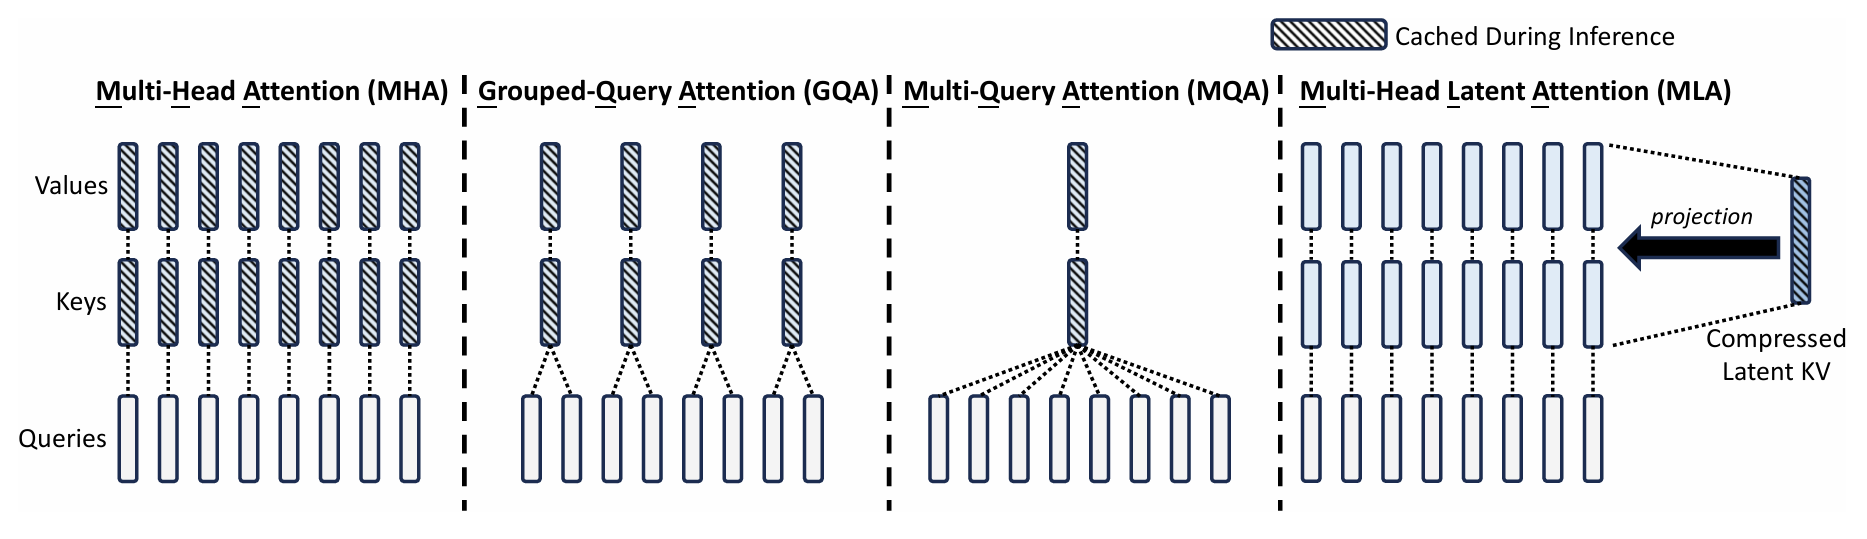 Cached During Inference
Multi-Head Attention (MHA)
Grouped-Query Attention (GQA)
Multi-Query Attention (MQA)
Multi-Head Latent Attention (MLA)
Values
Keys
Queries
projection
Compressed
Latent KV